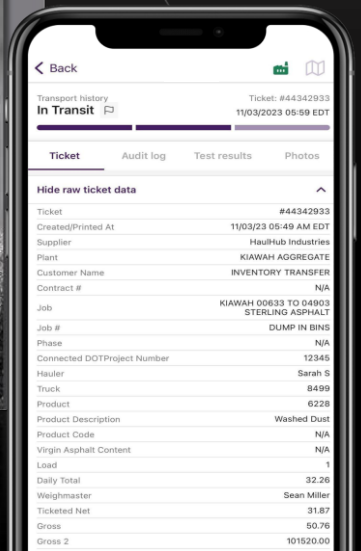 Back
Transport history
Ticket: #44342933
In Transit
11/03/2023 05:59 EDT
Ticket
Audit log
Test results
Photos
Hide raw ticket data
Ticket #44342933
Created/Printed At 11/03/23 05:49 AM EDT
Supplier HaulHub Industries
Plant KIAWAH AGGREGATE
Customer Name INVENTORY TRANSFER
Contract # N/A
Job KIAWAH 00633 TO 04903
STERLING ASPHALT
Job # DUMP IN BINS
Phase N/A
Connected DOTProject Number 12345
Hauler Sarah S
Truck 8499
Product 6228
Product Description Washed Dust
Product Code N/A
Virgin Asphalt Content N/A
Load 1
Daily Total 32.26
Weighmaster Sean Miller
Ticketed Net 31.87
Gross 50.76
Gross 2 101520.00